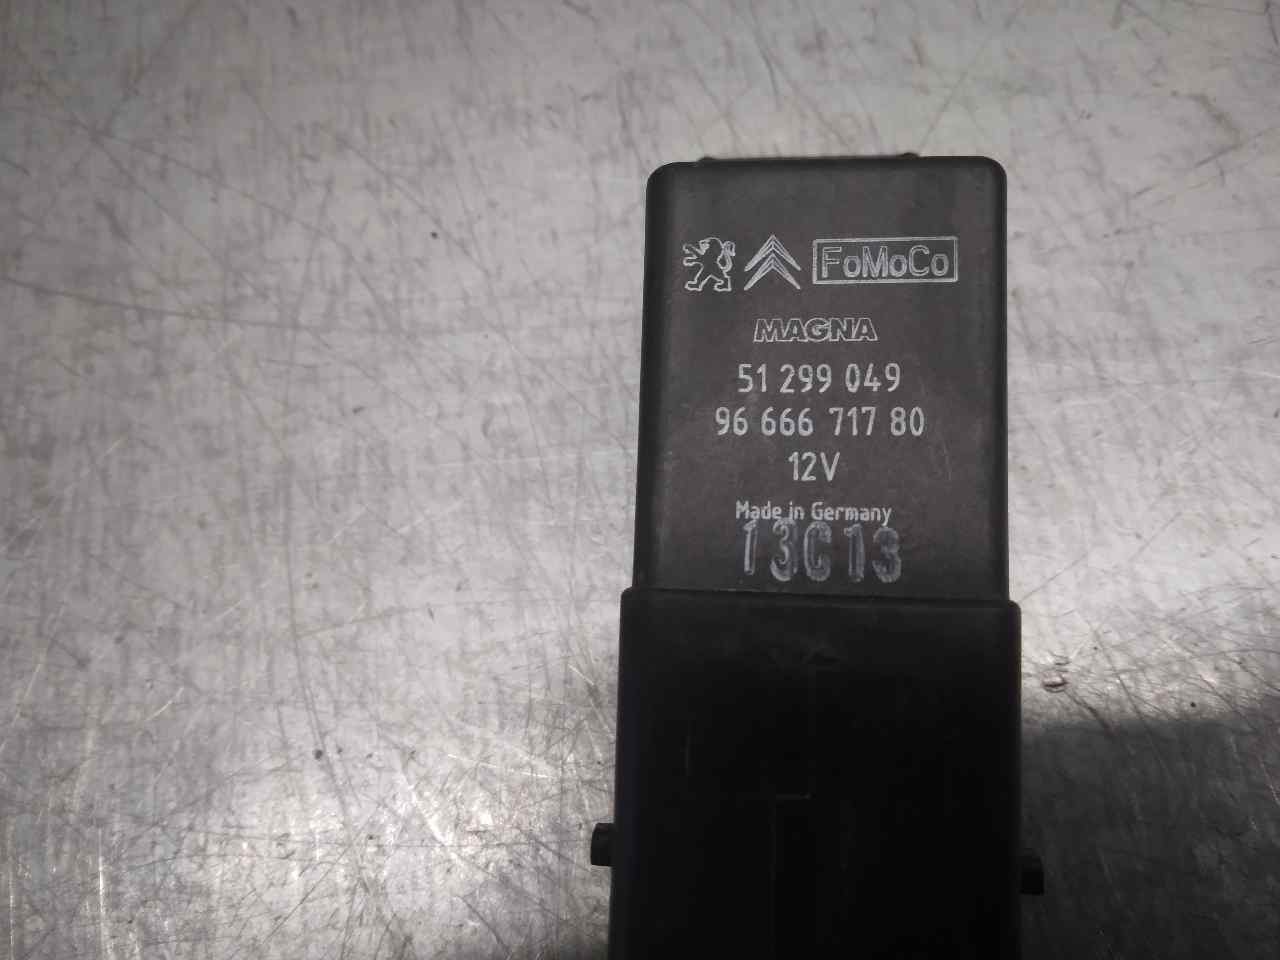 FoMoCo
MAGNA
51 299 049
96 666 717 80
12V
Made in Germany
13C13